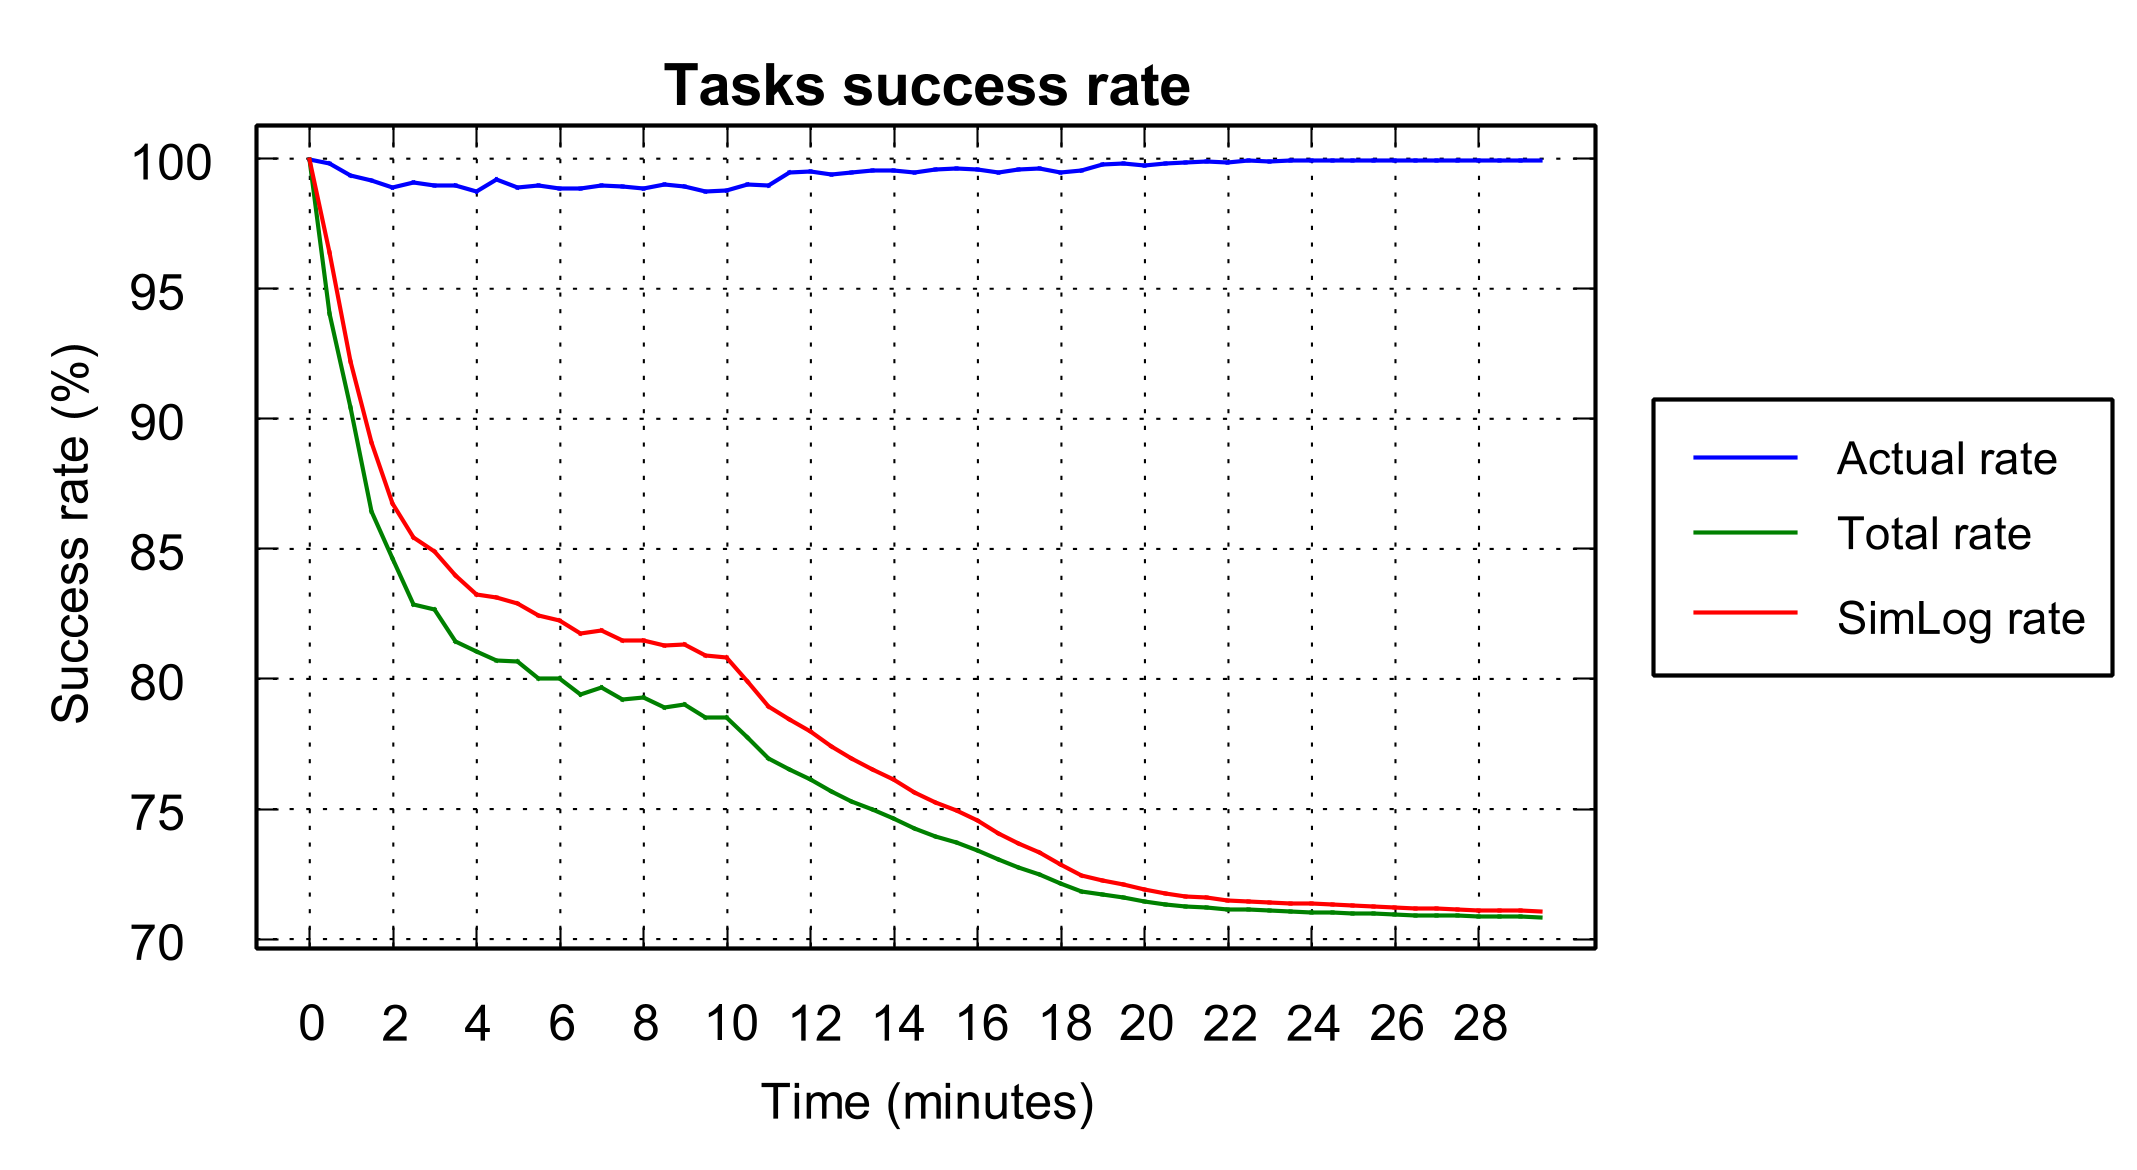 Tasks success rate
100
95
90
85
80
75
70
Success rate (%)
0 2 4 6 8 10 12 14 16 18 20 22 24 26 28
Time (minutes)
Actual rate
Total rate
SimLog rate